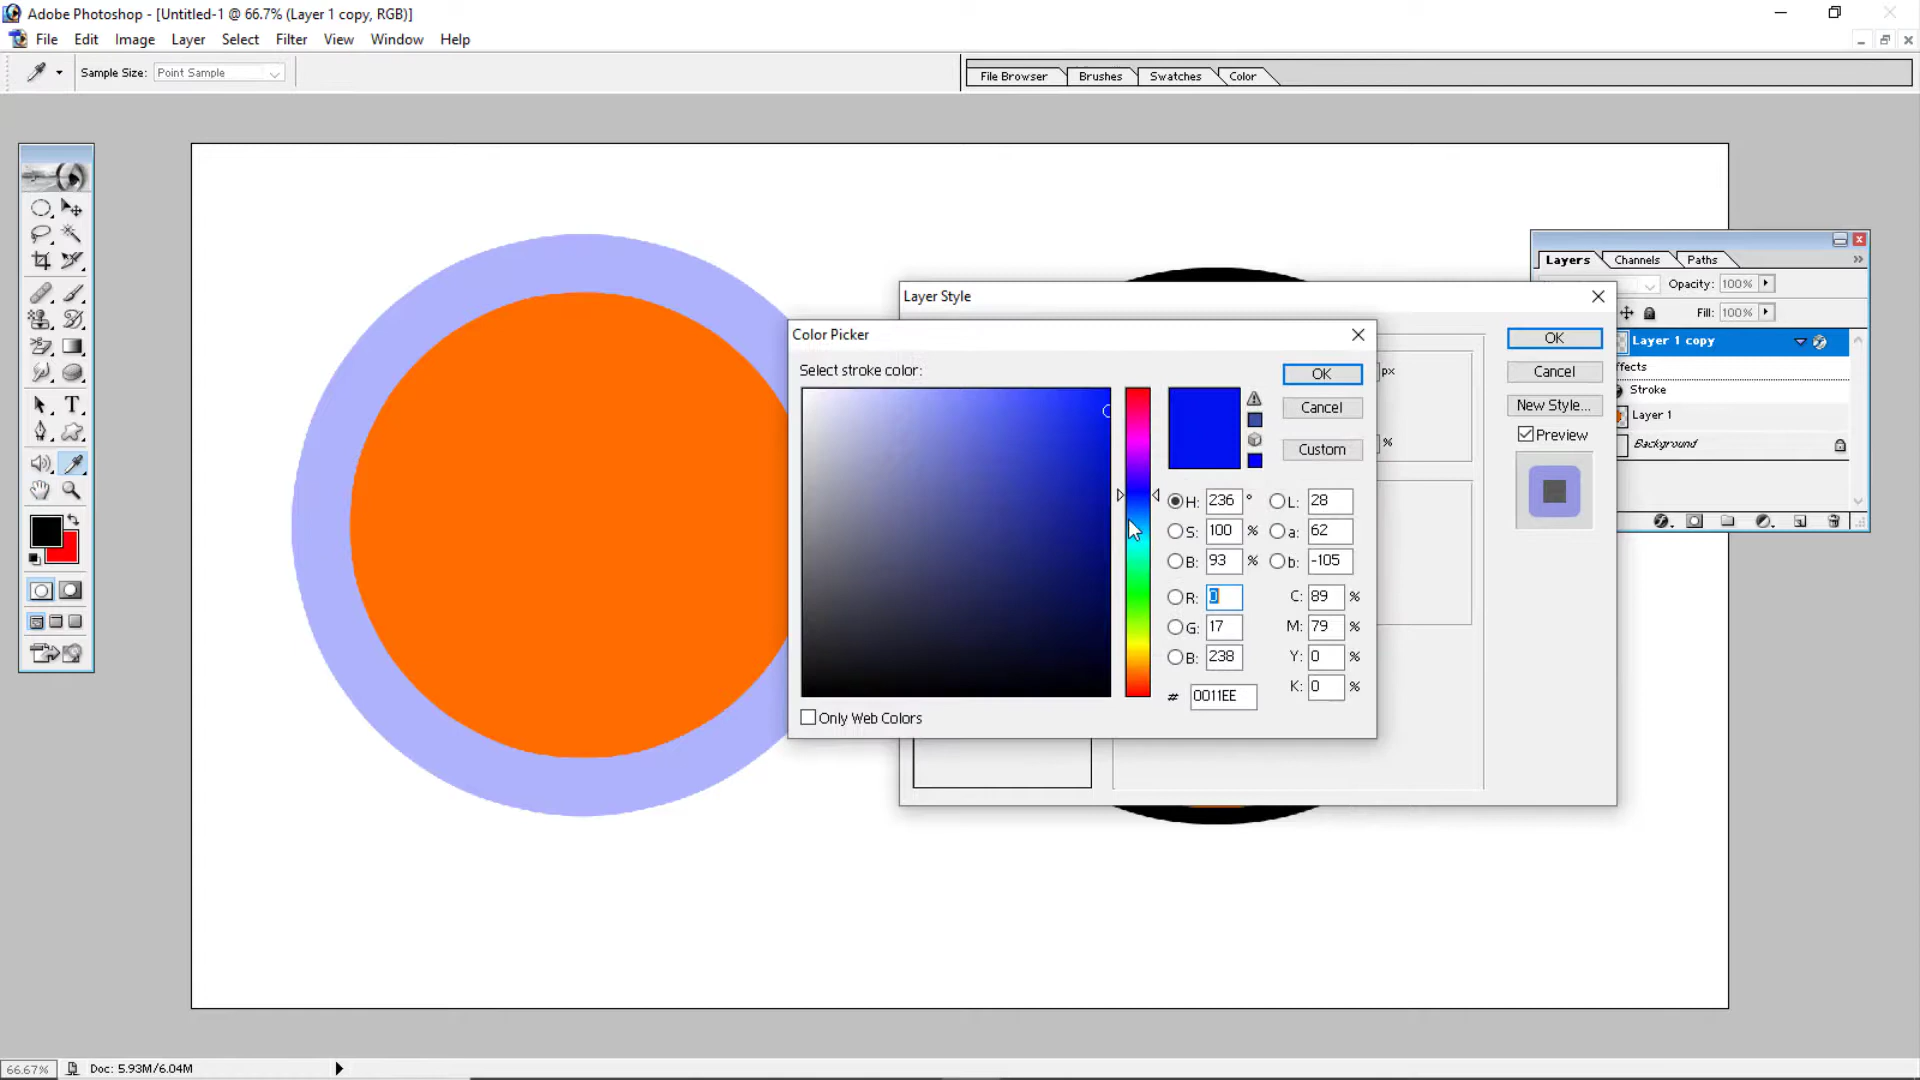 Adobe Photoshop - [Untitled-1 @ 66.7% (Layer 1 copy, RGB)]
File Edit Image Layer Select Filter View Window Help
Sample Size: Point Sample
File Browser Brushes Swatches Color
Layers Channels Paths
Opacity: 100%
Fill: 100%
Layer 1 copy
ffects
Stroke
Layer 1
Background
Layer Style
OK
Cancel
New Style...
Preview
px
%
Color Picker
Select stroke color:
OK
Cancel
Custom
H: 236 ° L: 28
S: 100 % a: 62
B: 93 % b: -105
R: 0 C: 89 %
G: 17 M: 79 %
B: 238 Y: 0 %
# 0011EE K: 0 %
Only Web Colors
66.67% Doc: 5.93M/6.04M